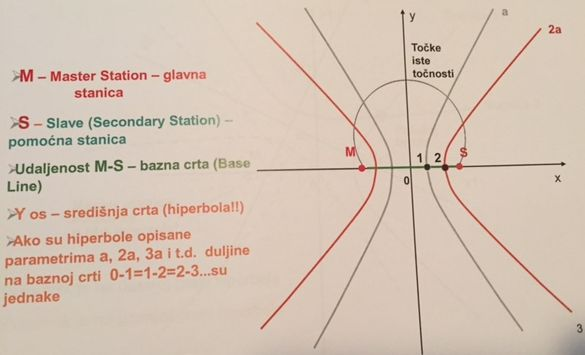 ➢M – Master Station – glavna
stanica
➢S – Slave (Secondary Station) –
pomoćna stanica
➢Udaljenost M-S – bazna crta (Base
Line)
➢Y os – središnja crta (hiperbola!!)
➢Ako su hiperbole opisane
parametrima a, 2a, 3a i t.d. duljine
na baznoj crti 0-1=1-2=2-3...su
jednake
y
a
2a
Točke
iste
točnosti
M
1
2
S
0
x
3